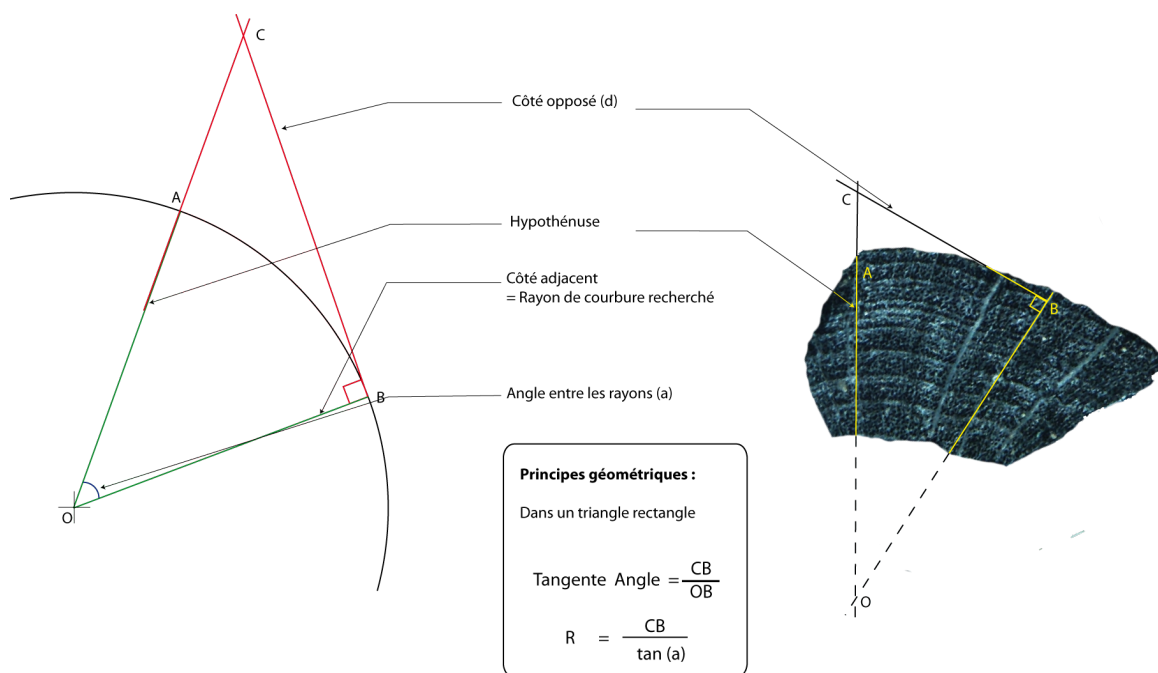 C
Côté opposé (d)
A
Hypothénuse
Côté adjacent
= Rayon de courbure recherché
B
Angle entre les rayons (a)
O
C
A
B
O
Principes géométriques :
Dans un triangle rectangle
Tangente Angle = CB
OB
R = CB
tan (a)